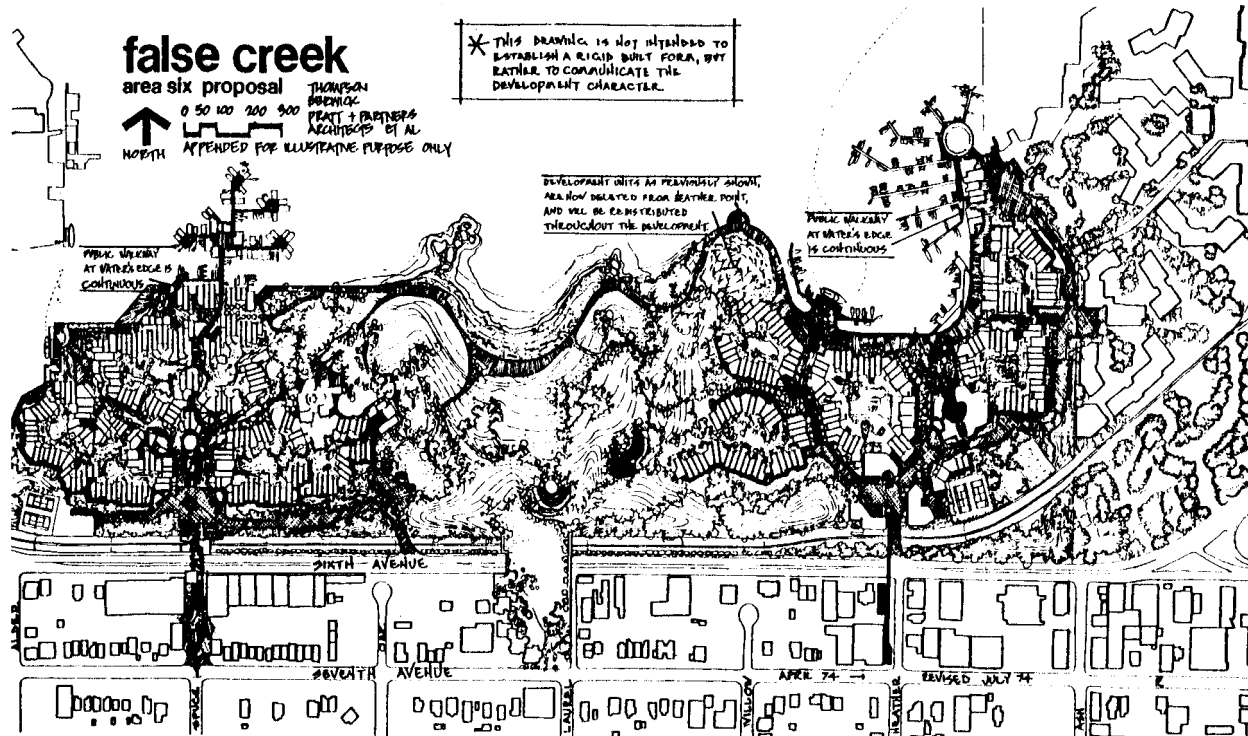 false creek
area six proposal
THOMPSON
BERWICK
PRATT + PARTNERS
ARCHITECTS ET AL
0 50 100 200 300
NORTH
APPENDED FOR ILLUSTRATIVE PURPOSE ONLY
* THIS DRAWING IS NOT INTENDED TO
ESTABLISH A RIGID BUILT FORM, BUT
RATHER TO COMMUNICATE THE
DEVELOPMENT CHARACTER.
DEVELOPMENT UNITS AS PREVIOUSLY SHOWN,
ARE NOW DELETED FROM HEATHER POINT,
AND WILL BE REDISTRIBUTED
THROUGHOUT THE DEVELOPMENT.
PUBLIC WALKWAY
AT WATER'S EDGE
IS CONTINUOUS
PUBLIC WALKWAY
AT WATER'S EDGE IS
CONTINUOUS
SIXTH AVENUE
ALDER
SEVENTH AVENUE
APRIL 74 →
REVISED JULY 74
SPRUCE
LAUREL
WILLOW
HEATHER
ASH